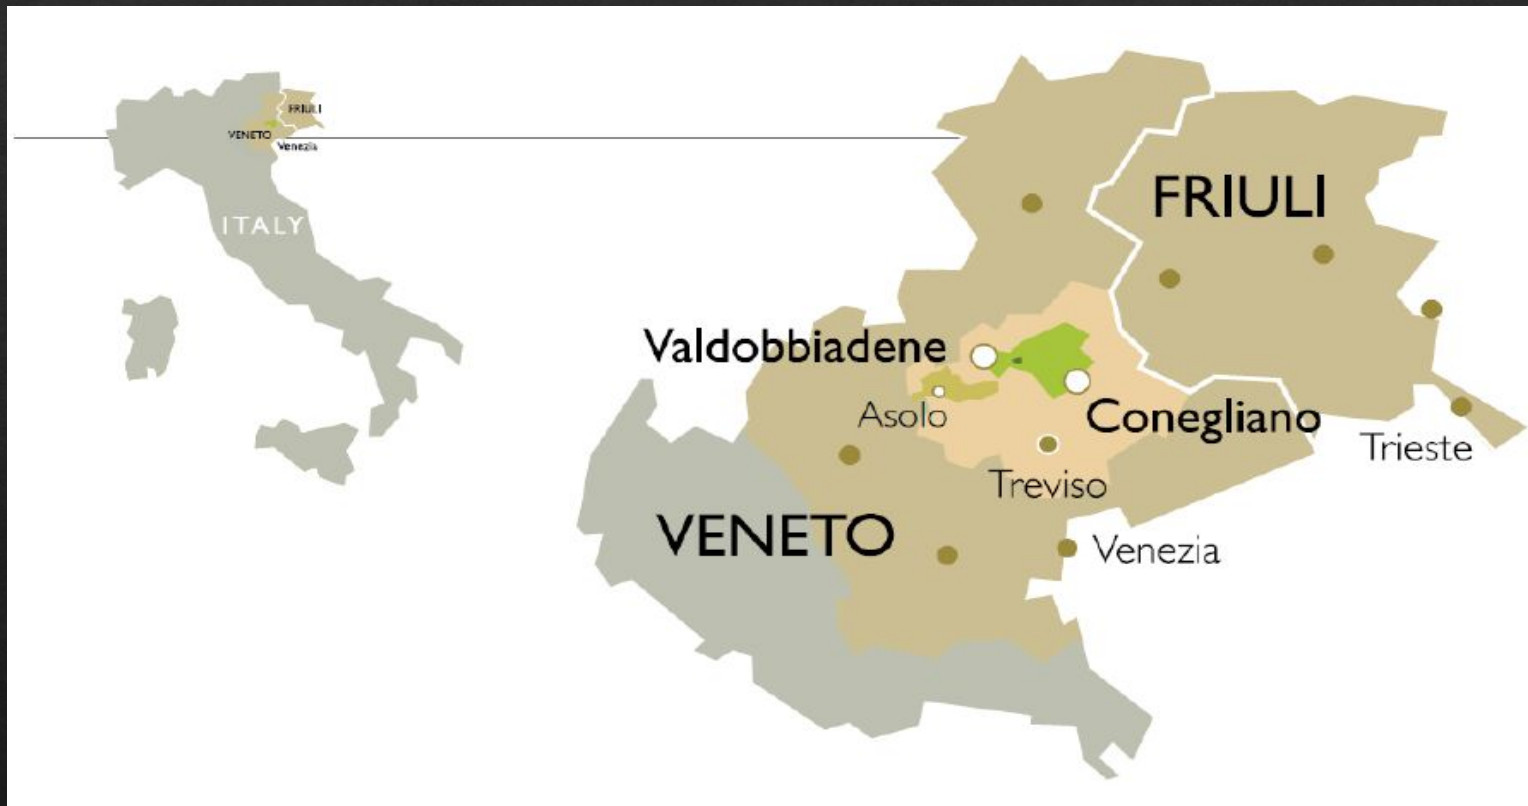 FRIULI
VENETO
Venezia
ITALY
FRIULI
Valdobbiadene
Asolo
Conegliano
Trieste
Treviso
VENETO
Venezia